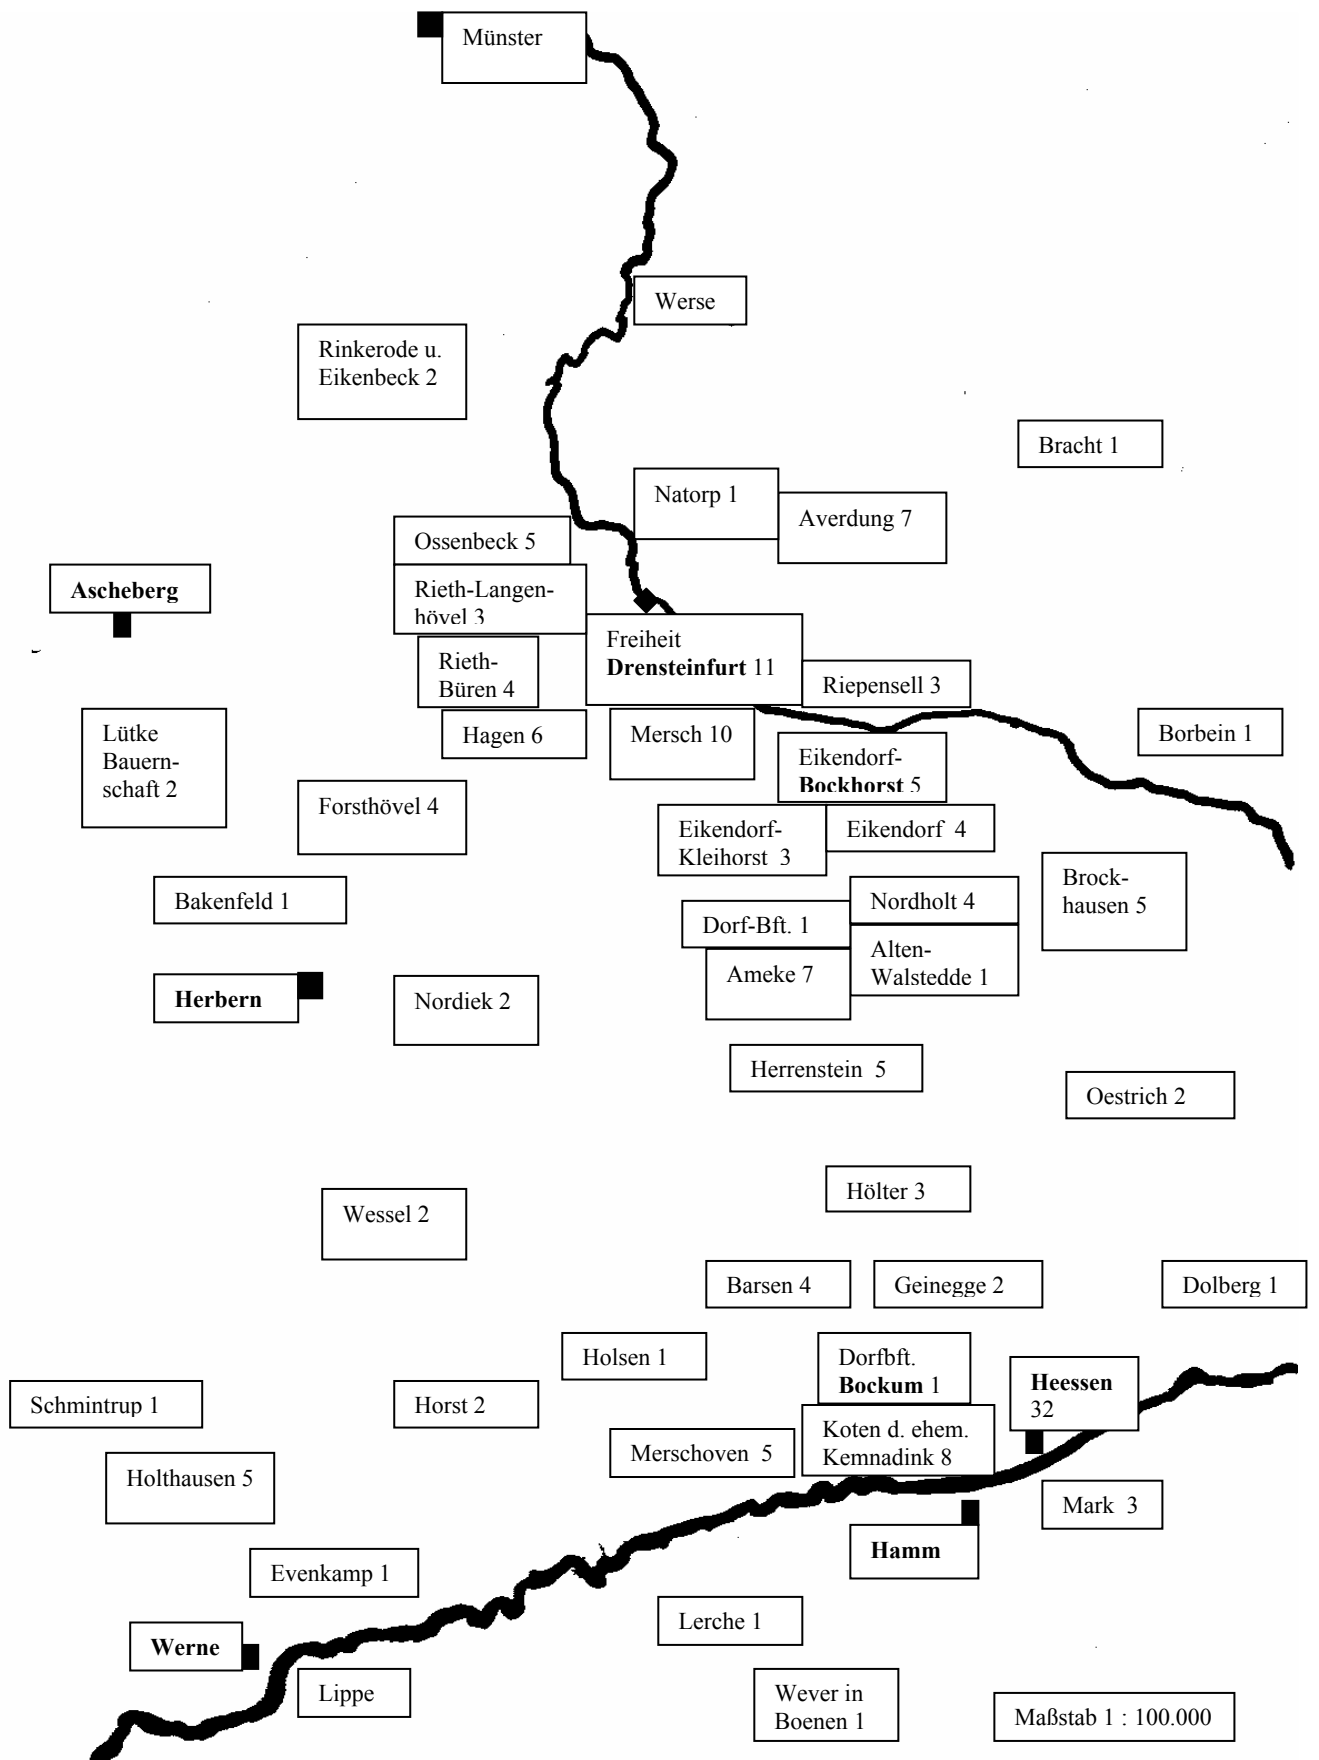 Münster
Werse
Rinkerode u.
Eikenbeck 2
Bracht 1
Natorp 1
Averdung 7
Ossenbeck 5
Ascheberg
Rieth-Langen-
hövel 3
Freiheit
Drensteinfurt 11
Rieth-
Büren 4
Riepensell 3
Lütke
Bauern-
schaft 2
Hagen 6
Mersch 10
Borbein 1
Eikendorf-
Bockhorst 5
Forsthövel 4
Eikendorf-
Kleihorst 3
Eikendorf 4
Brock-
hausen 5
Bakenfeld 1
Nordholt 4
Dorf-Bft. 1
Alten-
Walstedde 1
Ameke 7
Herbern
Nordiek 2
Herrenstein 5
Oestrich 2
Hölter 3
Wessel 2
Barsen 4
Geinegge 2
Dolberg 1
Holsen 1
Dorfbft.
Bockum 1
Heessen
32
Schmintrup 1
Horst 2
Koten d. ehem.
Kemnadink 8
Merschoven 5
Holthausen 5
Mark 3
Hamm
Evenkamp 1
Lerche 1
Werne
Lippe
Wever in
Boenen 1
Maßstab 1 : 100.000